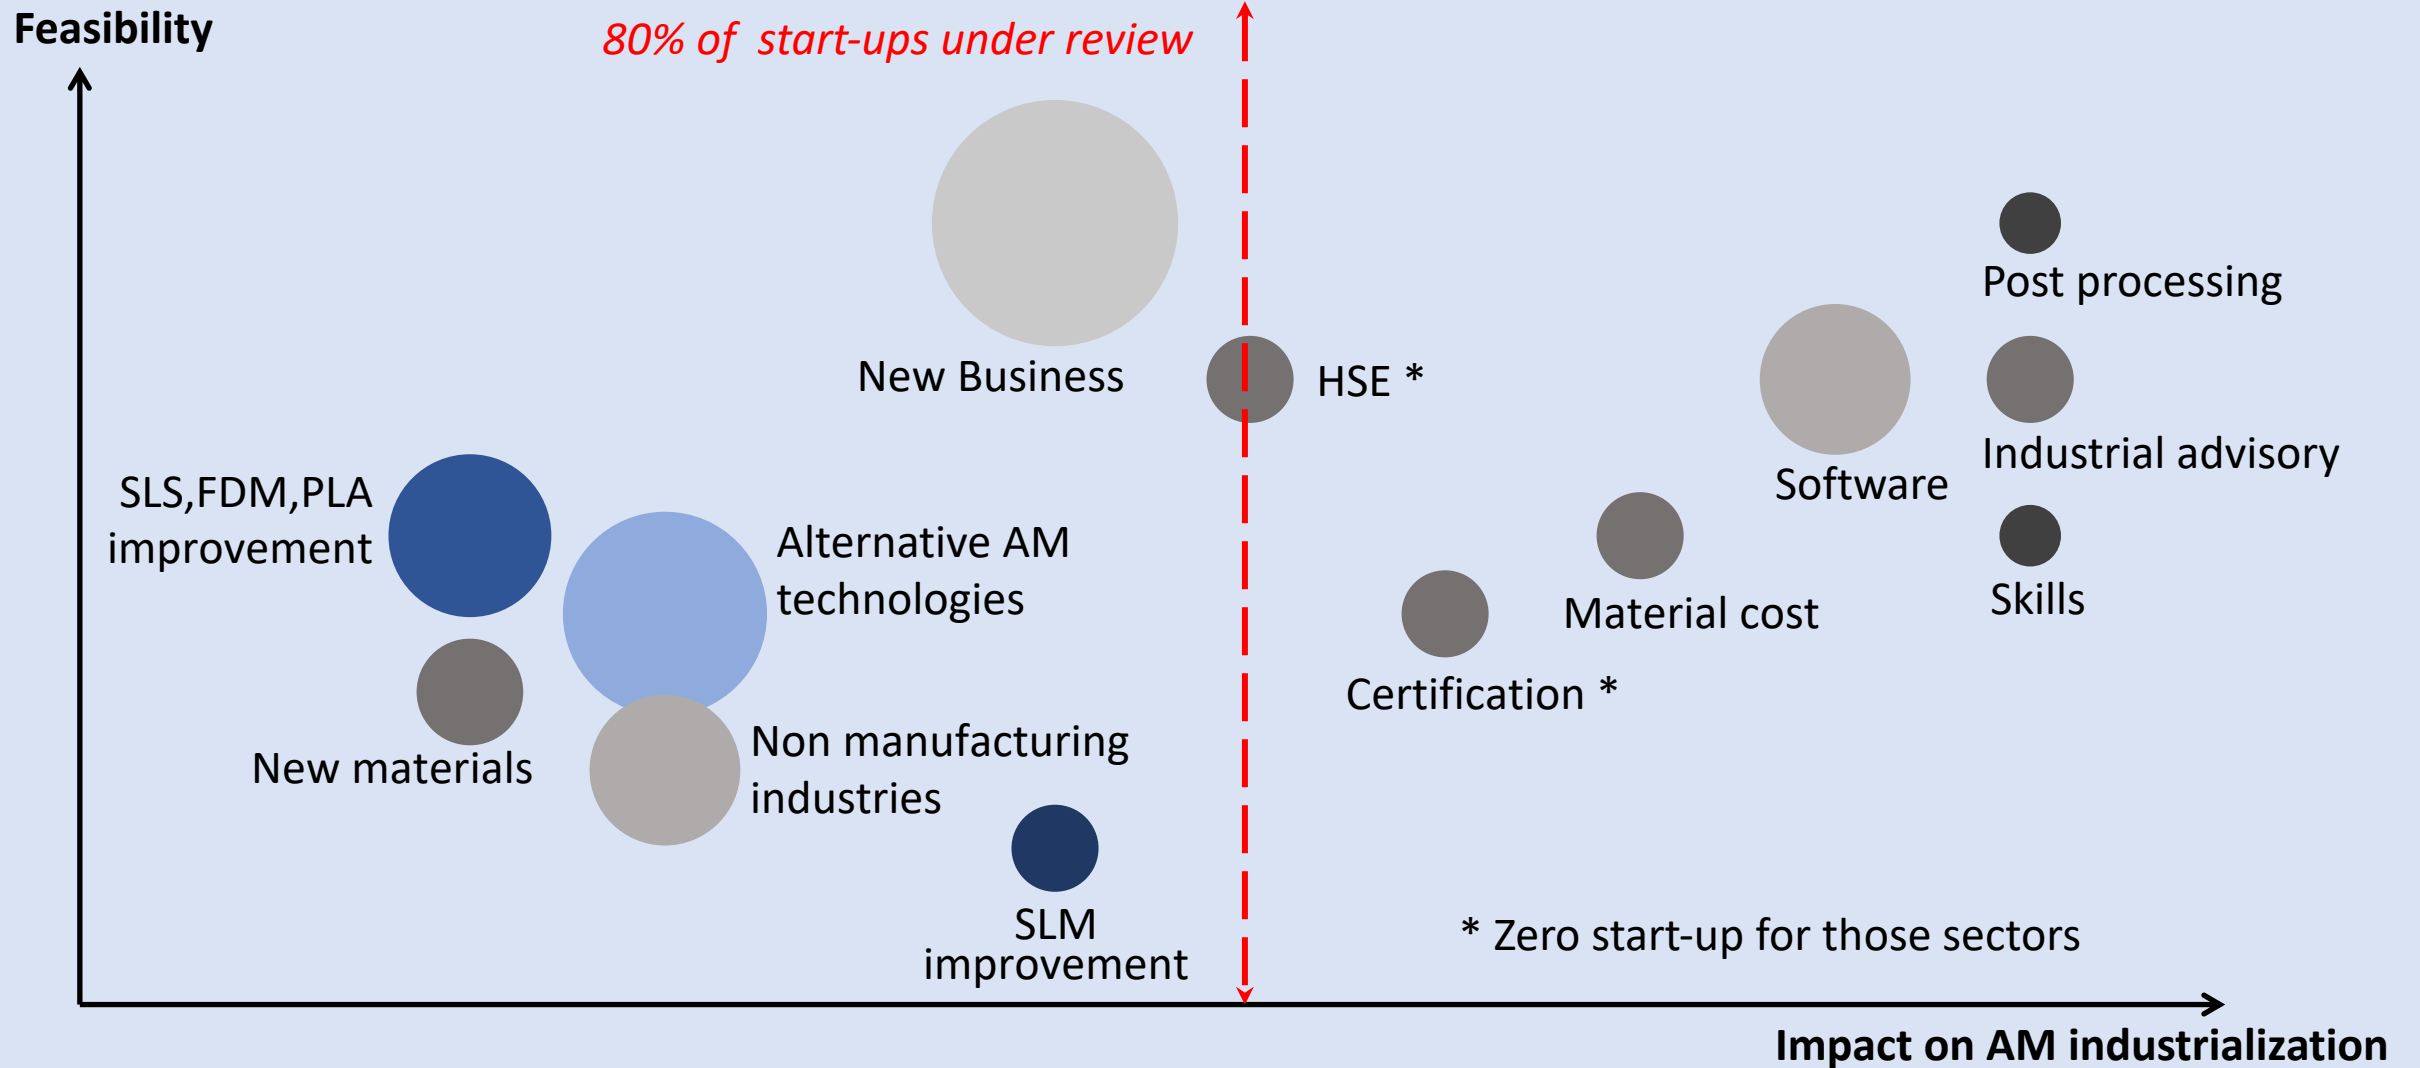 Feasibility
80% of  start-ups under review
Post processing
New Business
HSE *
Industrial advisory
Software
SLS,FDM,PLA
improvement
Alternative AM
technologies
Skills
Material cost
Certification *
New materials
Non manufacturing
industries
SLM
improvement
* Zero start-up for those sectors
Impact on AM industrialization